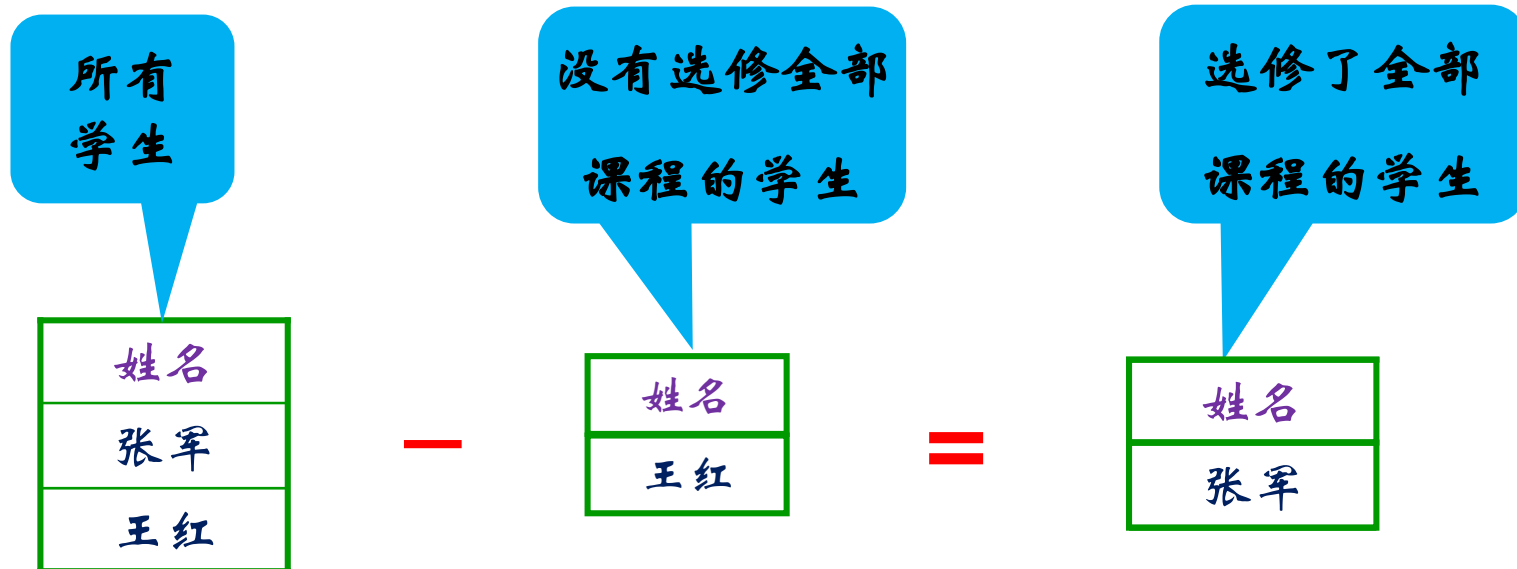 所有
学生
没有选修全部
课程的学生
选修了全部
课程的学生
姓名
张军
王红
—
姓名
王红
=
姓名
张军